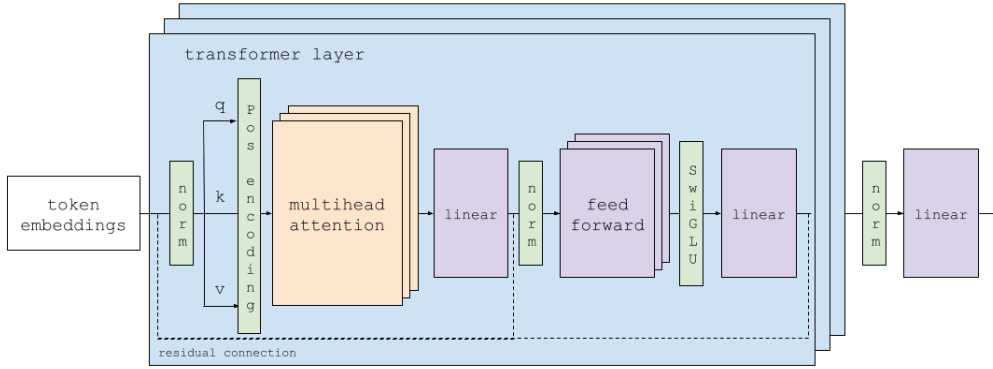 transformer layer
token
embeddings
norm
q
k
v
Pos encoding
multihead
attention
linear
norm
feed
forward
SwiGLU
linear
norm
linear
residual connection